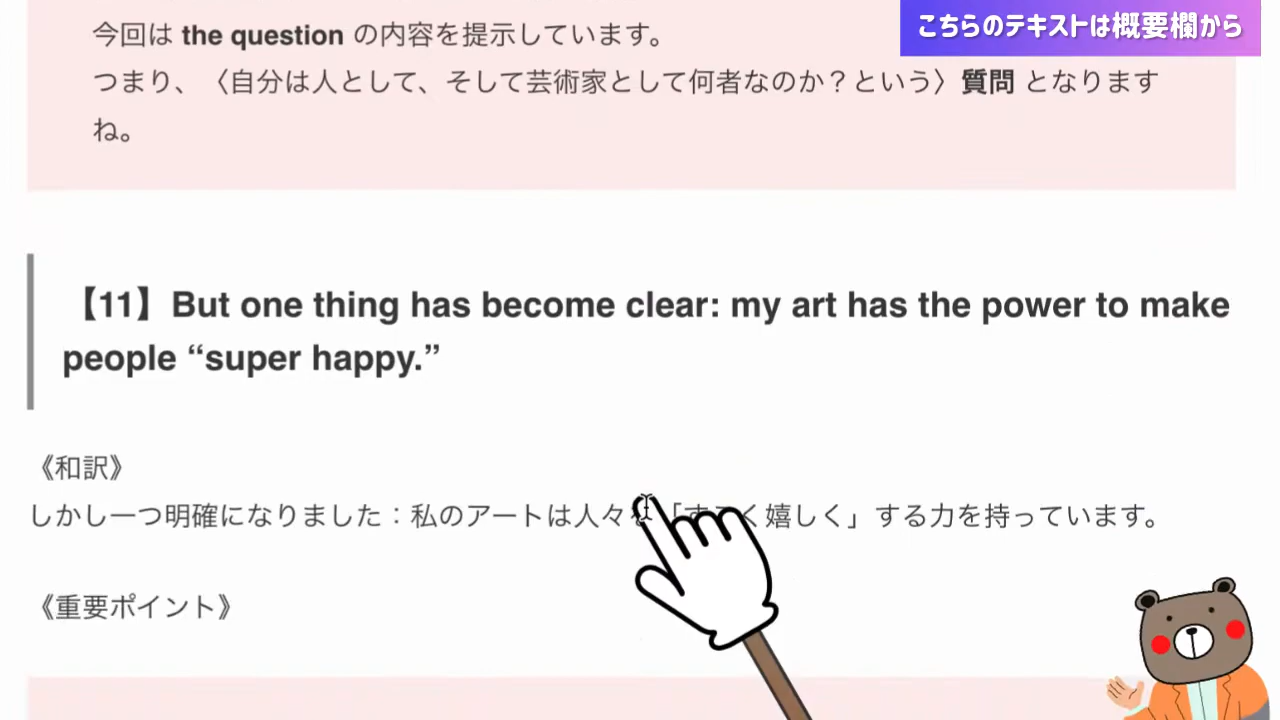 こちらのテキストは概要欄から
今回は the question の内容を提示しています。
つまり、〈自分は人として、そして芸術家として何者なのか？という〉質問 となります
ね。
【11】But one thing has become clear: my art has the power to make
people “super happy.”
《和訳》
しかし一つ明確になりました：私のアートは人々 「すごく嬉しく」する力を持っています。
《重要ポイント》